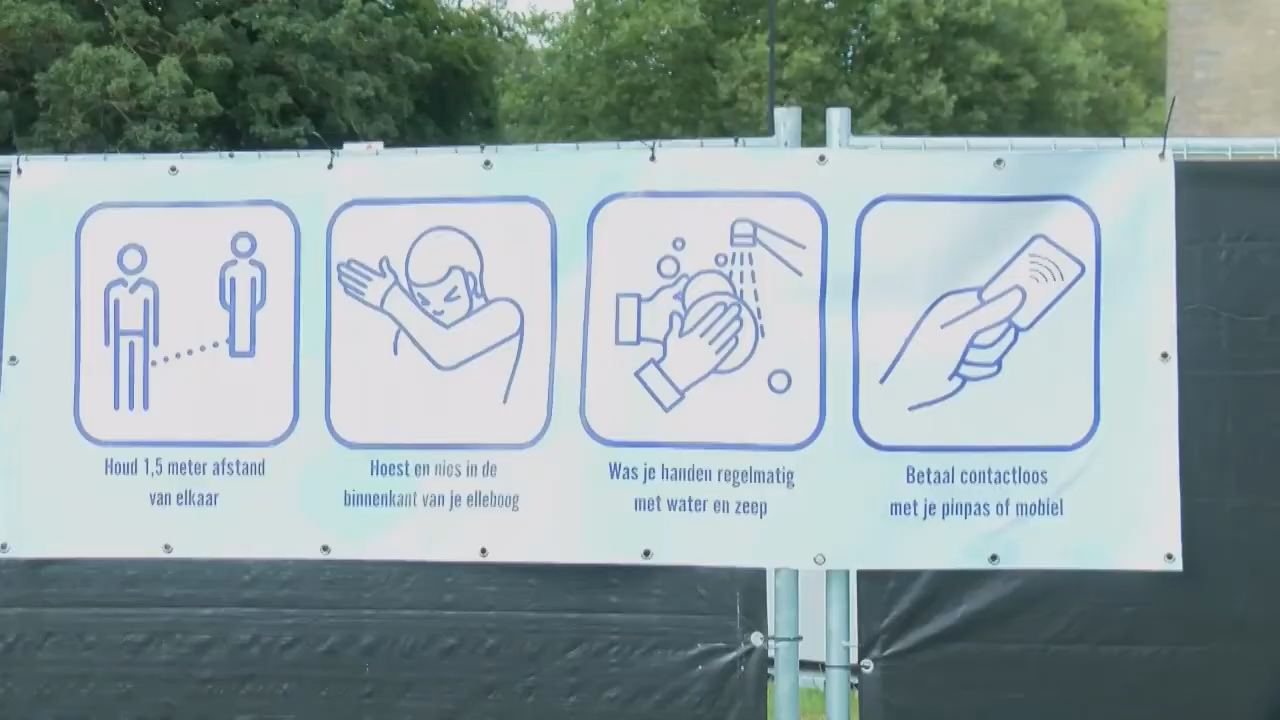 Houd 1,5 meter afstand
van elkaar
Hoest en nies in de
binnenkant van je elleboog
Was je handen regelmatig
met water en zeep
Betaal contactloos
met je pinpas of mobiel